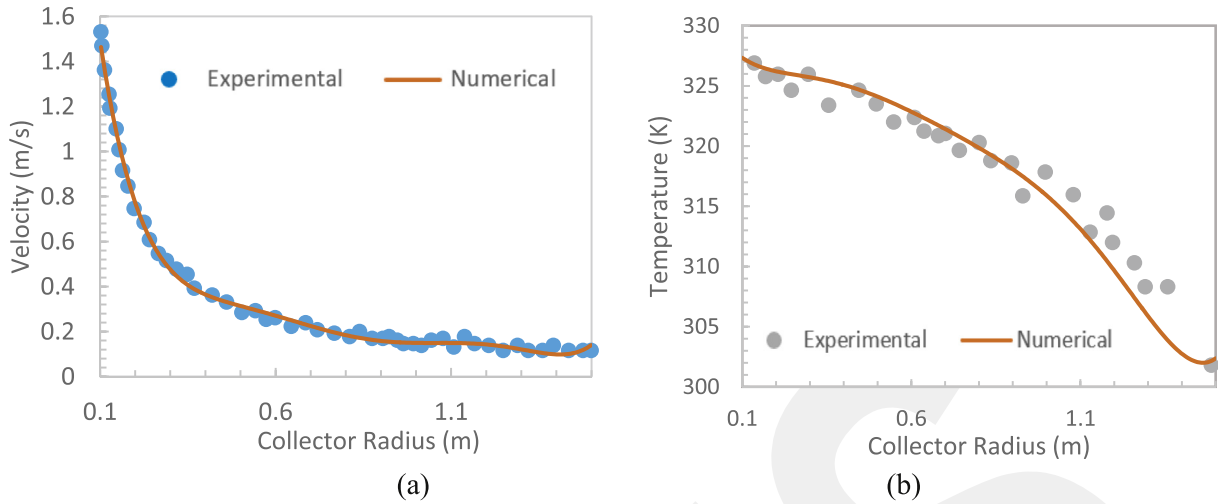 1.6
1.4
1.2
1
0.8
0.6
0.4
0.2
0
Velocity (m/s)
Experimental
Numerical
0.1
0.6
1.1
Collector Radius (m)
(a)
330
325
320
315
310
305
300
Temperature (K)
Experimental
Numerical
0.1
0.6
1.1
Collector Radius (m)
(b)